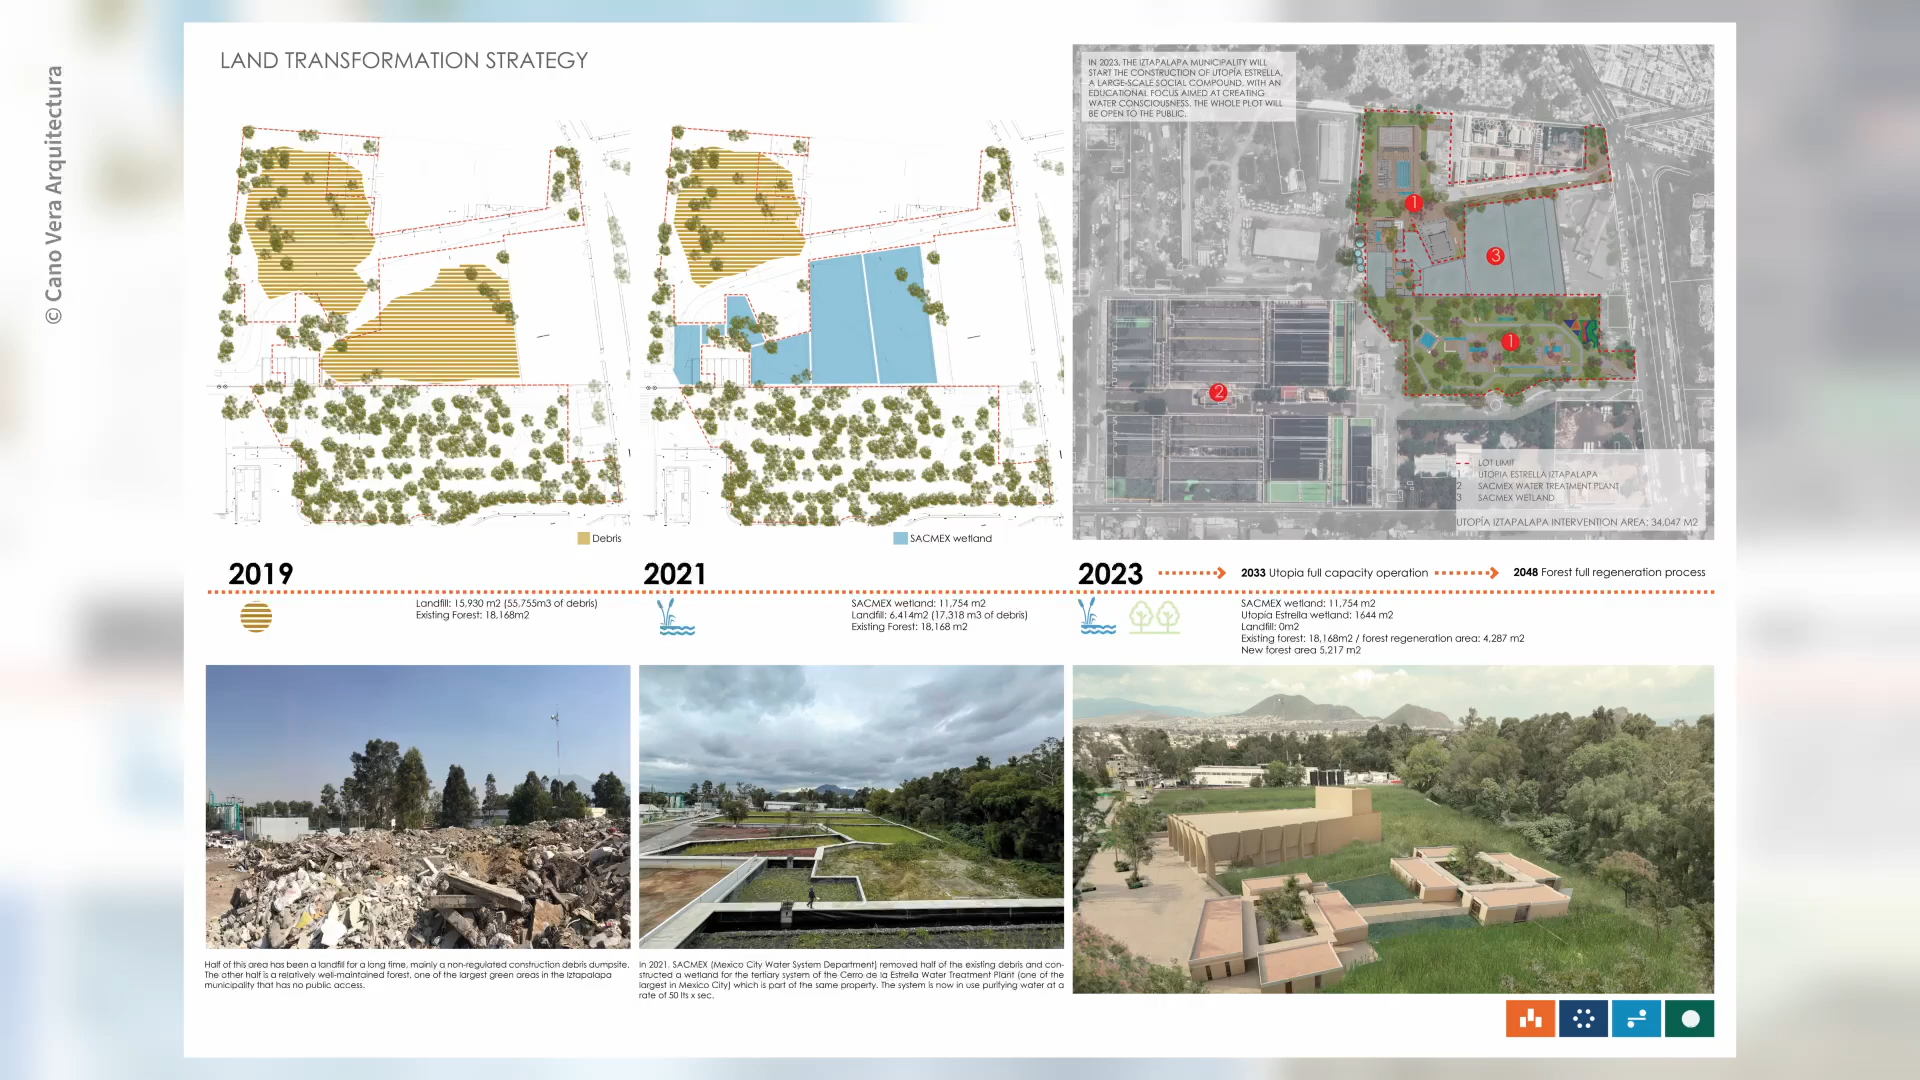 © Cano Vera Arquitectura
LAND TRANSFORMATION STRATEGY
IN 2023, THE IZTAPALAPA MUNICIPALITY WILL
START THE CONSTRUCTION OF UTOPÍA ESTRELLA,
A LARGE-SCALE SOCIAL COMPOUND, WITH AN
EDUCATIONAL FOCUS AIMED AT CREATING
WATER CONSCIOUSNESS. THE WHOLE PLOT WILL
BE OPEN TO THE PUBLIC.
1
3
1
2
LOT LIMIT
1 UTOPIA ESTRELLA IZTAPALAPA
2 SACMEX WATER TREATMENT PLANT
3 SACMEX WETLAND
UTOPÍA IZTAPALAPA INTERVENTION AREA: 34,047 M2
Debris
SACMEX wetland
2019
2021
2023
2033 Utopia full capacity operation
2048 Forest full regeneration process
Landfill: 15,930 m2 (55,755m3 of debris)
Existing Forest: 18,168m2
SACMEX wetland: 11,754 m2
Landfill: 6,414m2 (17,318 m3 of debris)
Existing Forest: 18,168 m2
SACMEX wetland: 11,754 m2
Utopía Estrella wetland: 1644 m2
Landfill: 0m2
Existing forest: 18,168m2 / forest regeneration area: 4,287 m2
New forest area 5,217 m2
Half of this area has been a landfill for a long time, mainly a non-regulated construction debris dumpsite.
The other half is a relatively well-maintained forest, one of the largest green areas in the Iztapalapa
municipality that has no public access.
In 2021, SACMEX (Mexico City Water System Department) removed half of the existing debris and con-
structed a wetland for the tertiary system of the Cerro de la Estrella Water Treatment Plant (one of the
largest in Mexico City) which is part of the same property. The system is now in use purifying water at a
rate of 50 lts x sec.